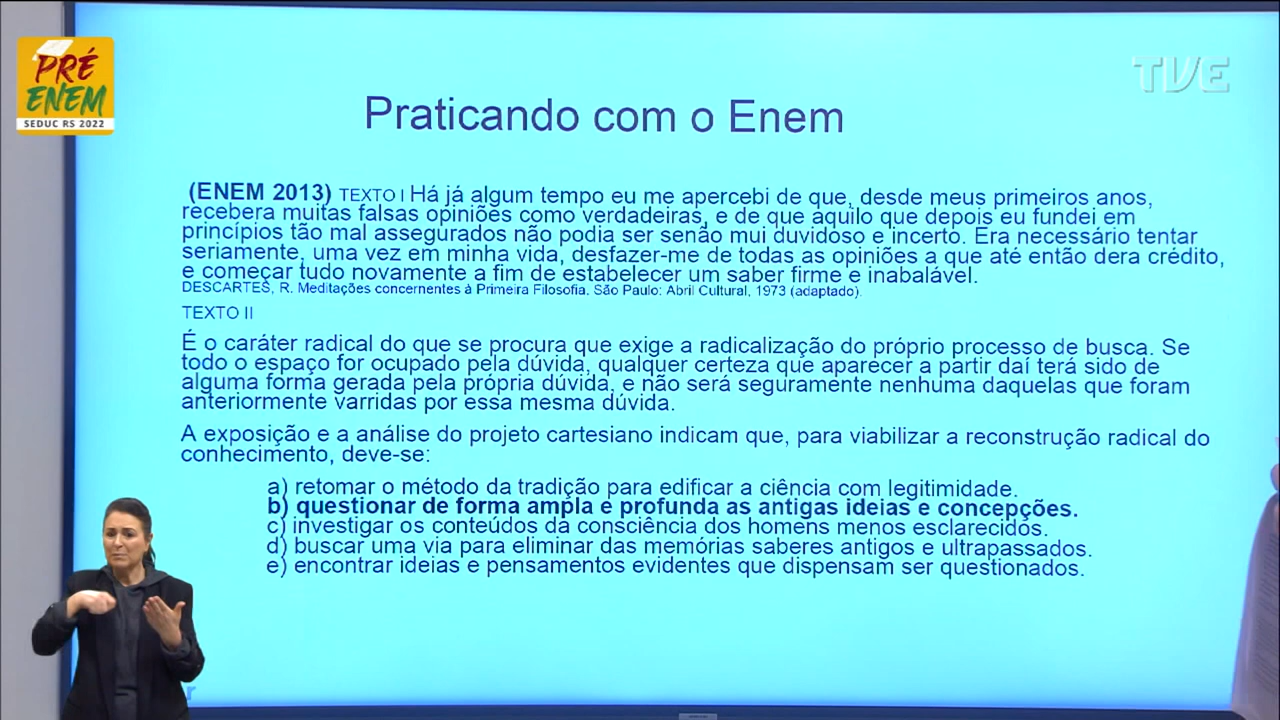 PRÉ
ENEM
SEDUC RS 2022
TVE
Praticando com o Enem
(ENEM 2013) TEXTO I Há já algum tempo eu me apercebi de que, desde meus primeiros anos,
recebera muitas falsas opiniões como verdadeiras, e de que aquilo que depois eu fundei em
princípios tão mal assegurados não podia ser senão mui duvidoso e incerto. Era necessário tentar
seriamente, uma vez em minha vida, desfazer-me de todas as opiniões a que até então dera crédito,
e começar tudo novamente a fim de estabelecer um saber firme e inabalável.
DESCARTES, R. Meditações concernentes à Primeira Filosofia. São Paulo: Abril Cultural, 1973 (adaptado).
TEXTO II
É o caráter radical do que se procura que exige a radicalização do próprio processo de busca. Se
todo o espaço for ocupado pela dúvida, qualquer certeza que aparecer a partir daí terá sido de
alguma forma gerada pela própria dúvida, e não será seguramente nenhuma daquelas que foram
anteriormente varridas por essa mesma dúvida.
A exposição e a análise do projeto cartesiano indicam que, para viabilizar a reconstrução radical do
conhecimento, deve-se:
a) retomar o método da tradição para edificar a ciência com legitimidade.
b) questionar de forma ampla e profunda as antigas ideias e concepções.
c) investigar os conteúdos da consciência dos homens menos esclarecidos.
d) buscar uma via para eliminar das memórias saberes antigos e ultrapassados.
e) encontrar ideias e pensamentos evidentes que dispensam ser questionados.